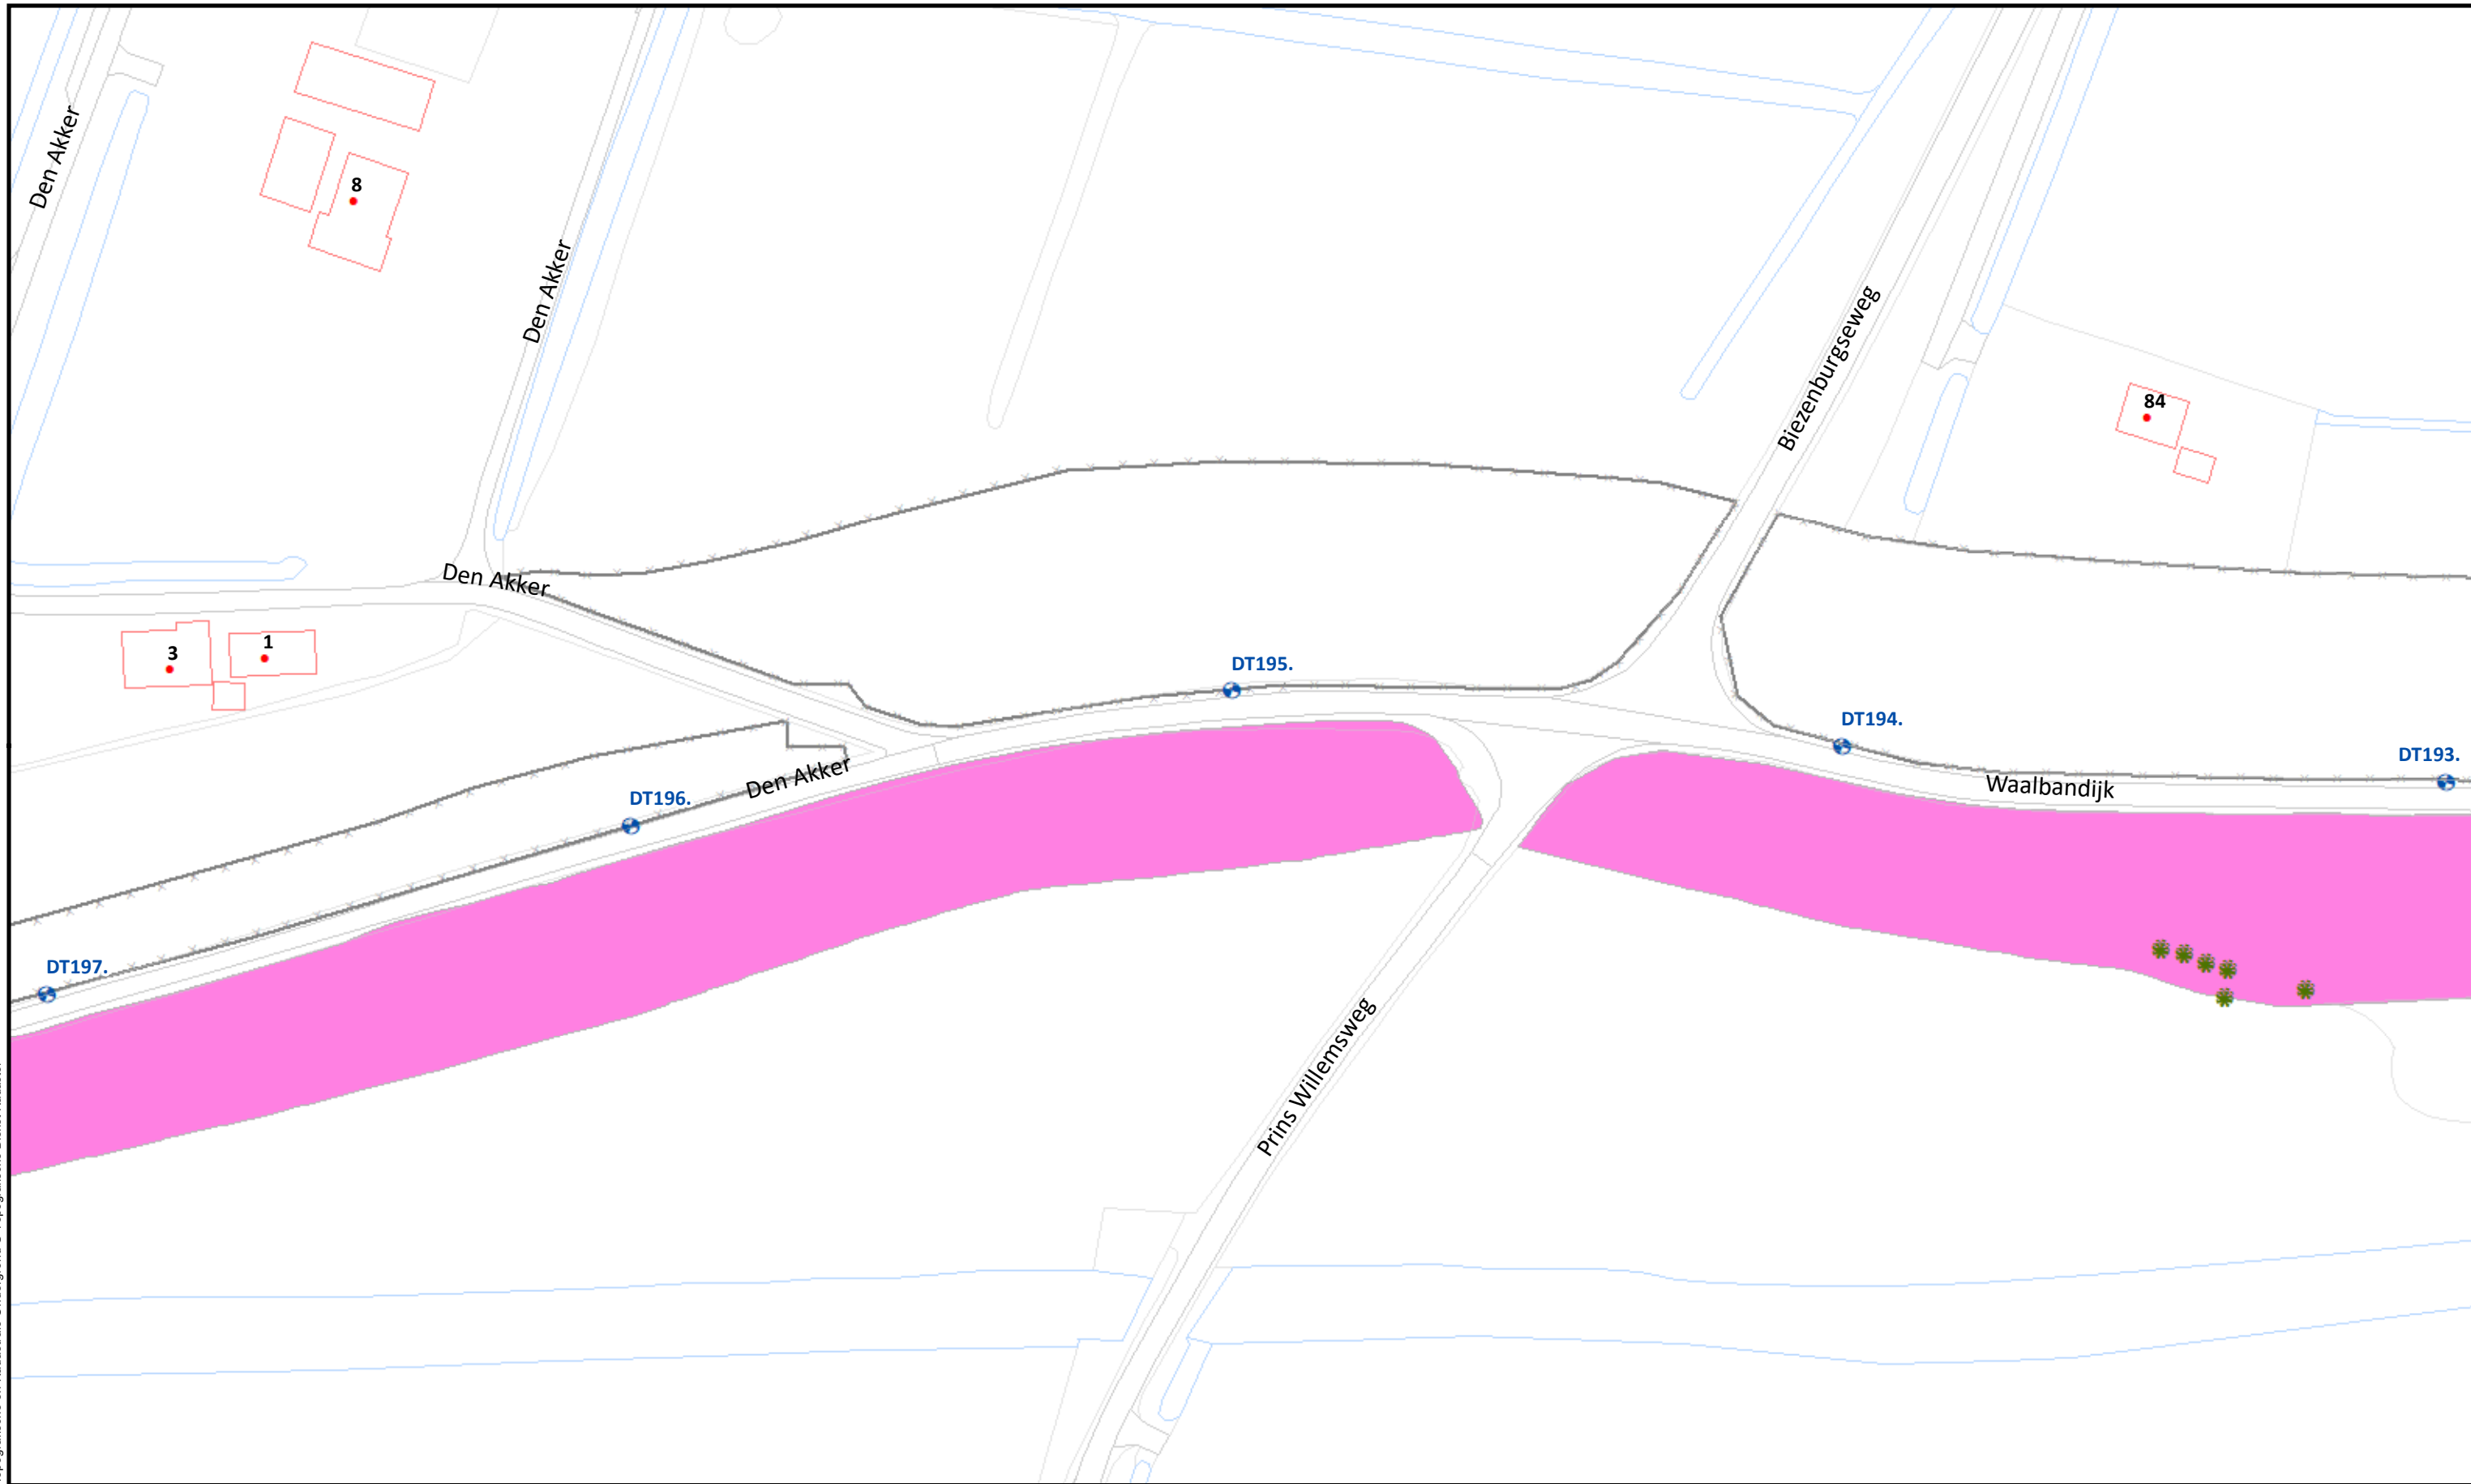 Den Akker
8
Den Akker
Biezenburgseweg
84
Den Akker
3
1
DT195.
DT194.
DT193.
Waalbandijk
Den Akker
DT196.
DT197.
Prins Willemsweg